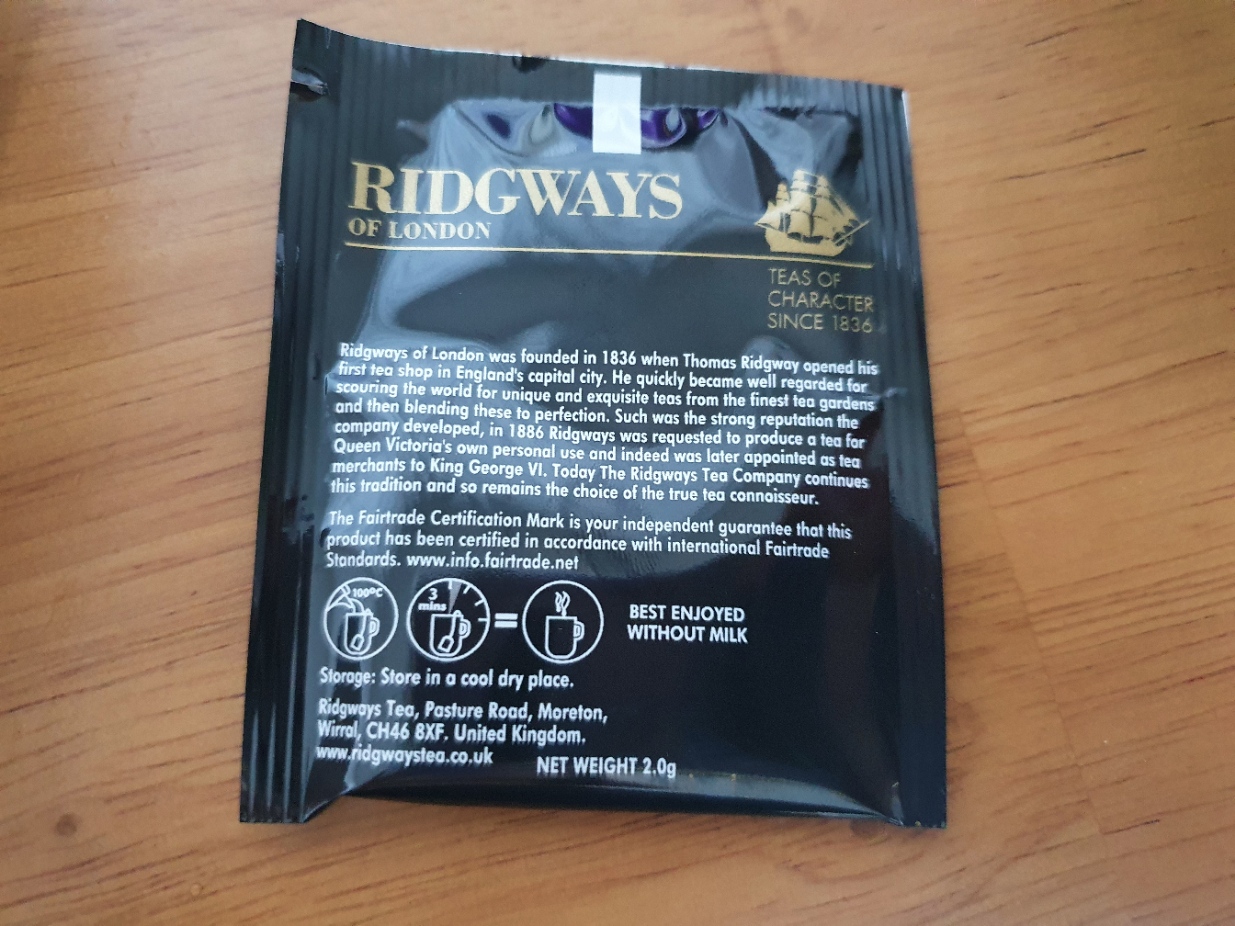 RIDGWAYS
OF LONDON
TEAS OF
CHARACTER
SINCE 1836
Ridgways of London was founded in 1836 when Thomas Ridgway opened his
first tea shop in England's capital city. He quickly became well regarded for
scouring the world for unique and exquisite teas from the finest tea gardens
and then blending these to perfection. Such was the strong reputation the
company developed, in 1886 Ridgways was requested to produce a tea for
Queen Victoria's own personal use and indeed was later appointed as tea
merchants to King George VI. Today The Ridgways Tea Company continues
this tradition and so remains the choice of the true tea connoisseur.
The Fairtrade Certification Mark is your independent guarantee that this
product has been certified in accordance with international Fairtrade
Standards. www.info.fairtrade.net
100°C
3
mins
=
BEST ENJOYED
WITHOUT MILK
Storage: Store in a cool dry place.
Ridgways Tea, Pasture Road, Moreton,
Wirral, CH46 8XF. United Kingdom.
www.ridgwaystea.co.uk
NET WEIGHT 2.0g